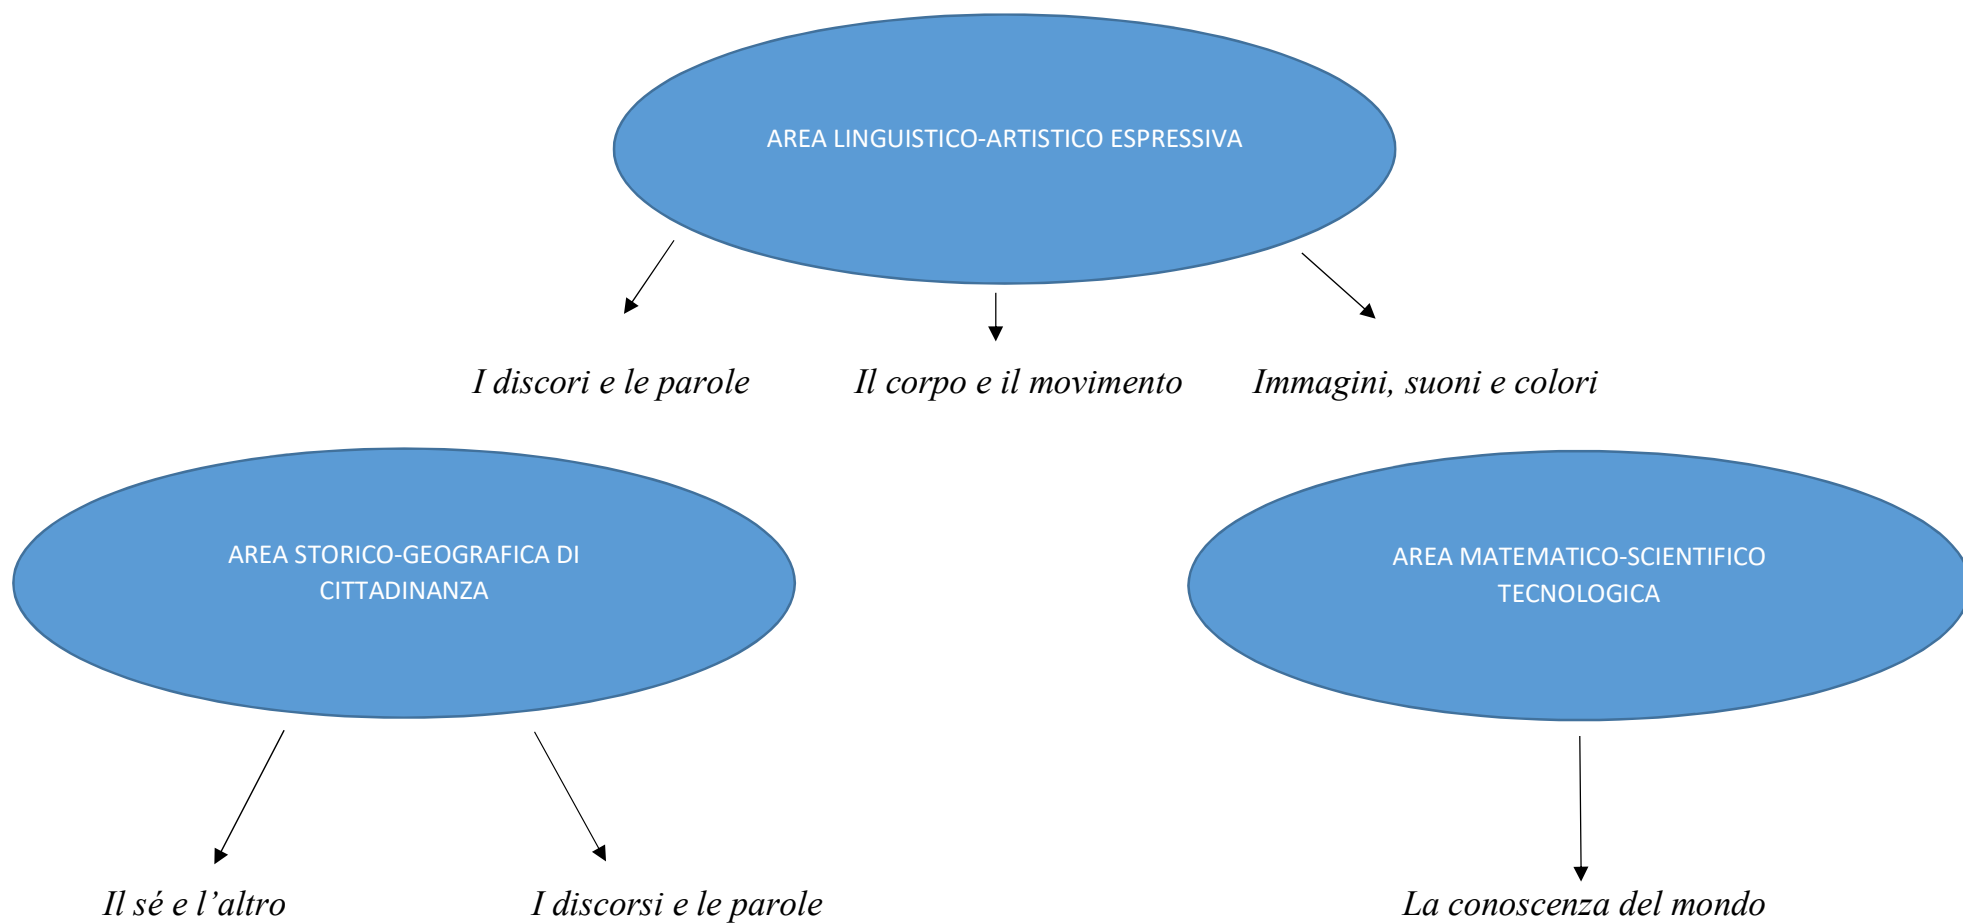 AREA LINGUISTICO-ARTISTICO ESPRESSIVA
I discori e le parole
Il corpo e il movimento
Immagini, suoni e colori
AREA STORICO-GEOGRAFICA DI
CITTADINANZA
AREA MATEMATICO-SCIENTIFICO
TECNOLOGICA
Il sé e l’altro
I discorsi e le parole
La conoscenza del mondo